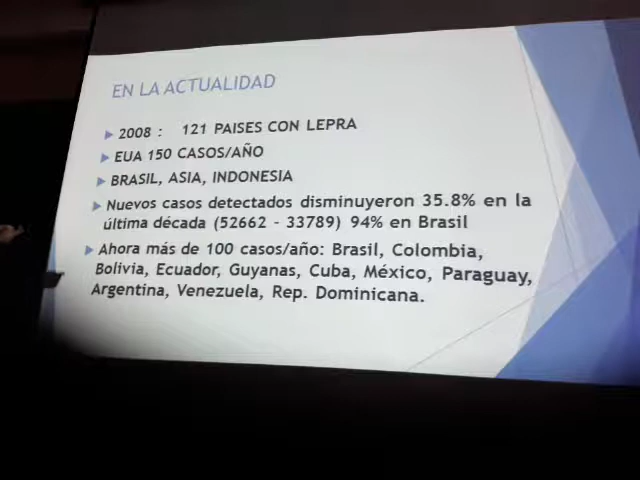 EN LA ACTUALIDAD
2008 : 121 PAISES CON LEPRA
EUA 150 CASOS/AÑO
BRASIL, ASIA, INDONESIA
Nuevos casos detectados disminuyeron 35.8% en la
última década (52662 - 33789) 94% en Brasil
Ahora más de 100 casos/año: Brasil, Colombia,
Bolivia, Ecuador, Guyanas, Cuba, México, Paraguay,
Argentina, Venezuela, Rep. Dominicana.